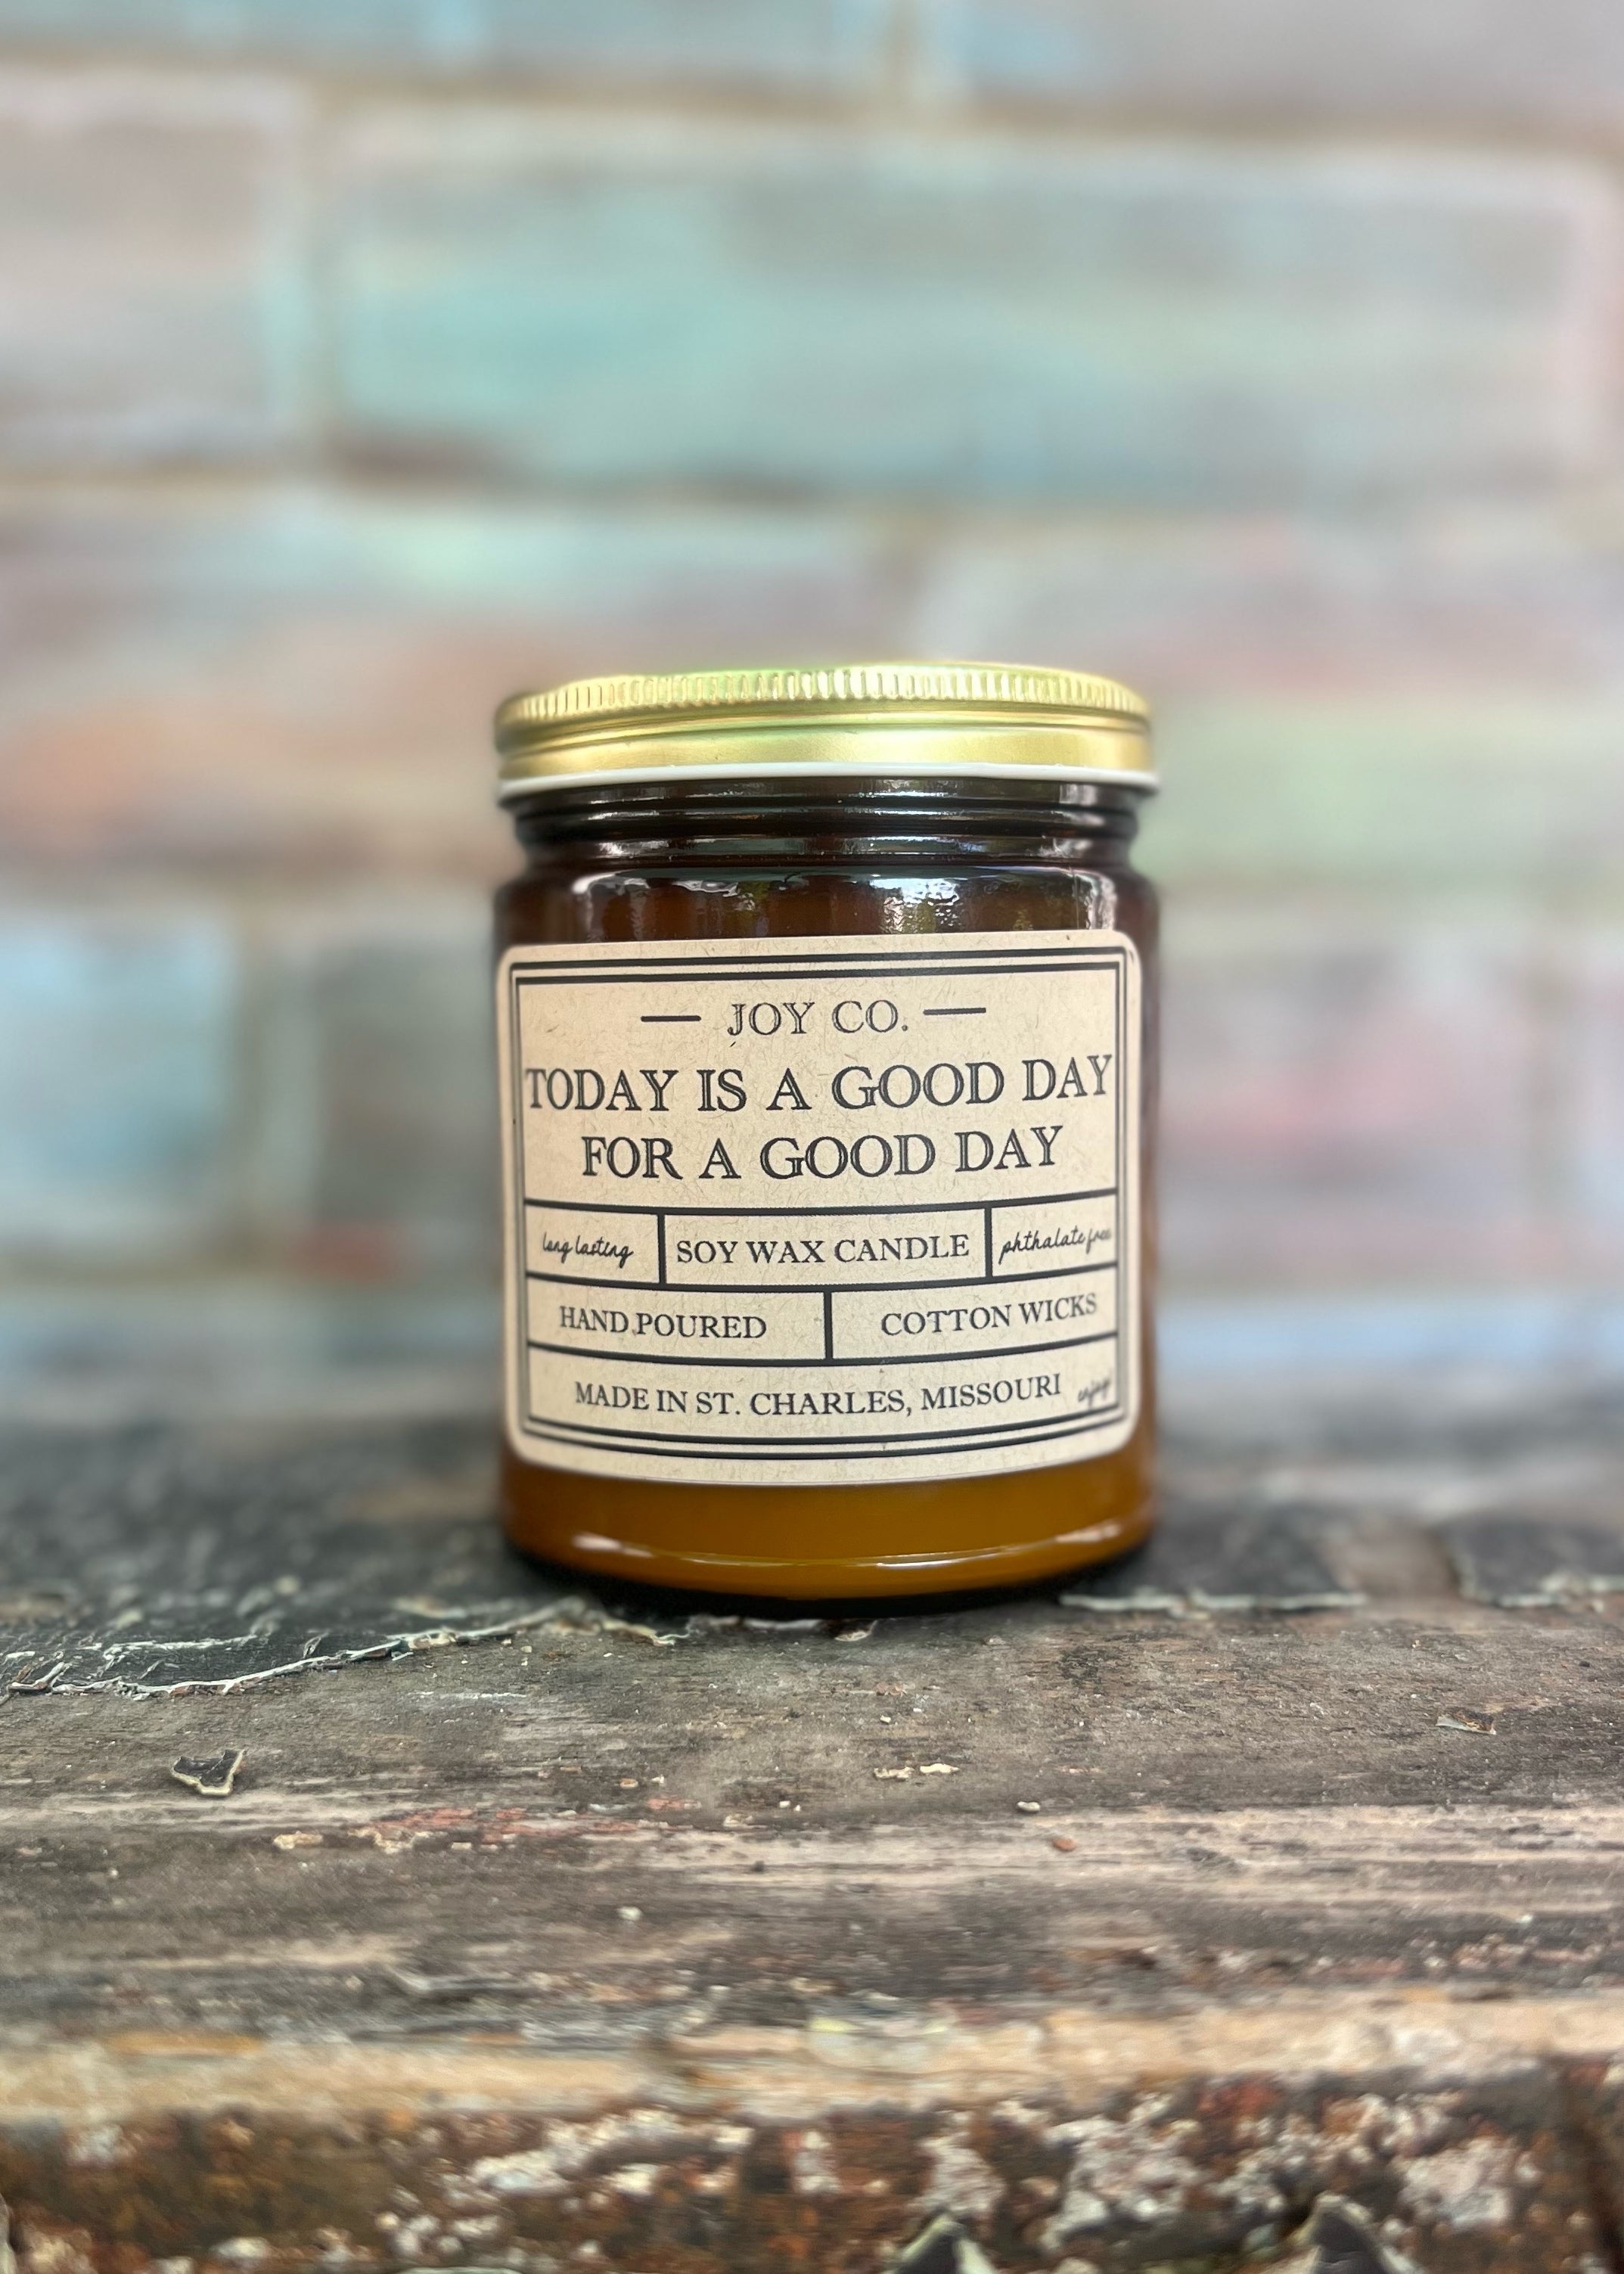 — JOY CO. —
TODAY IS A GOOD DAY
FOR A GOOD DAY
long lasting
SOY WAX CANDLE
phthalate free
HAND POURED
COTTON WICKS
MADE IN ST. CHARLES, MISSOURI
enjoy!